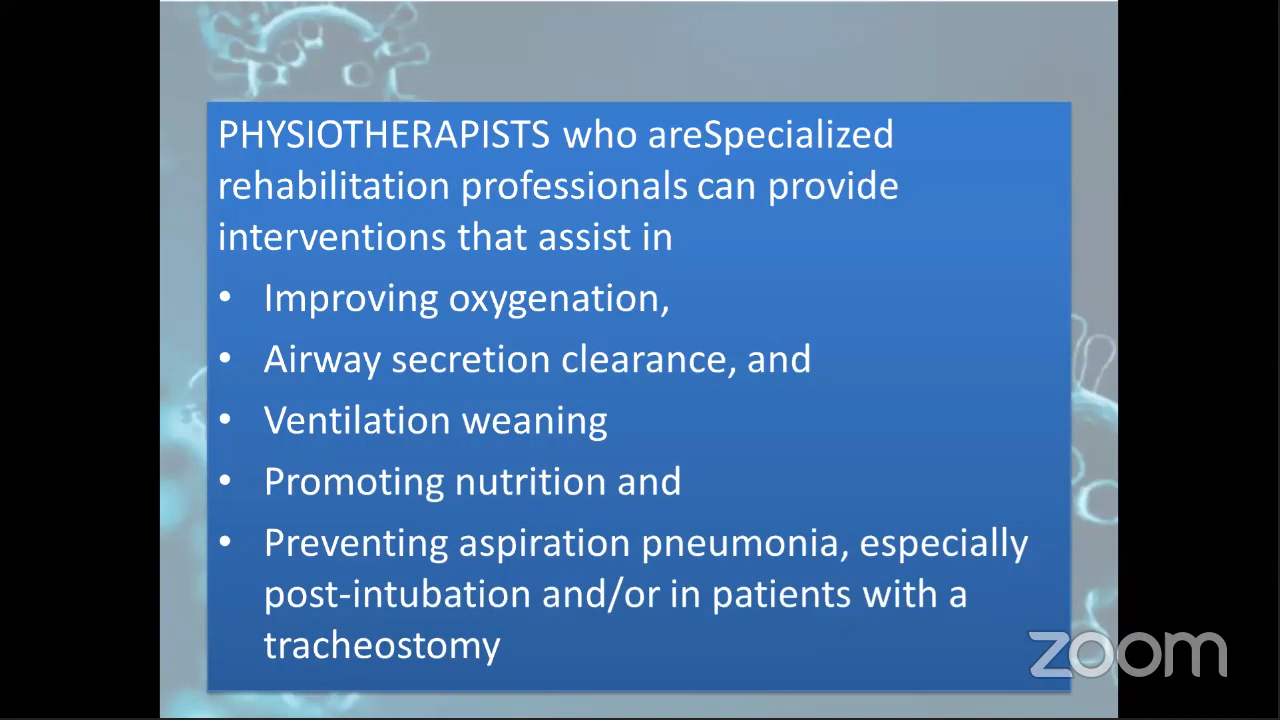 PHYSIOTHERAPISTS who areSpecialized
rehabilitation professionals can provide
interventions that assist in
• Improving oxygenation,
• Airway secretion clearance, and
• Ventilation weaning
• Promoting nutrition and
• Preventing aspiration pneumonia, especially
post-intubation and/or in patients with a
tracheostomy
zoom